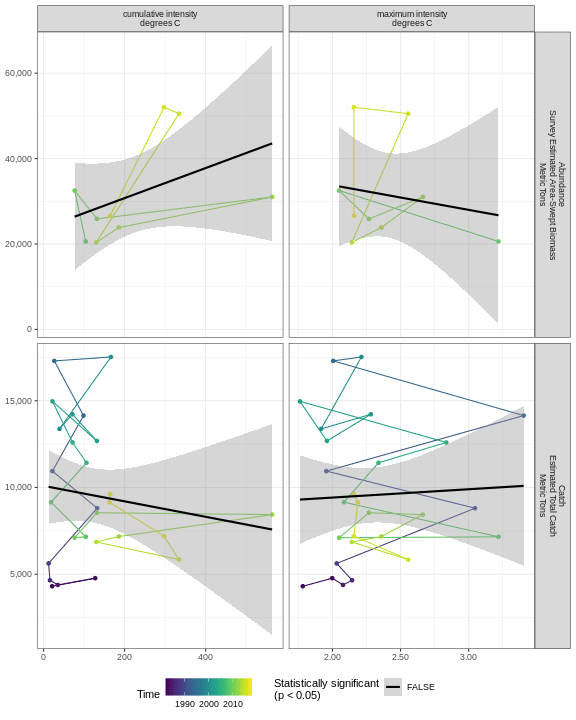 cumulative intensity
degrees C
maximum intensity
degrees C
60,000
40,000
20,000
0
Abundance
Survey Estimated Area-Swept Biomass
Metric Tons
15,000
10,000
5,000
Catch
Estimated Total Catch
Metric Tons
0
200
400
2.00
2.50
3.00
Time
1990
2000
2010
Statistically significant
(p < 0.05)
FALSE